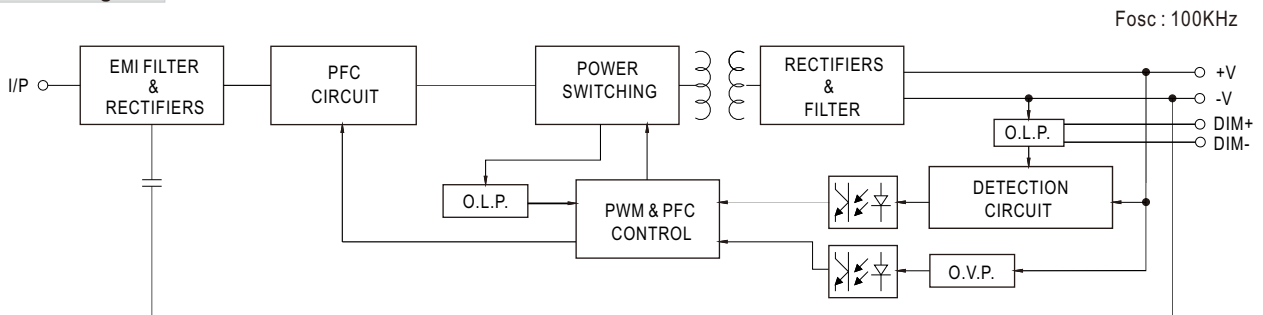 Fosc : 100KHz
I/P
EMI FILTER
&
RECTIFIERS
PFC
CIRCUIT
POWER
SWITCHING
RECTIFIERS
&
FILTER
+V
-V
DIM+
DIM-
O.L.P.
O.L.P.
PWM & PFC
CONTROL
DETECTION
CIRCUIT
O.V.P.